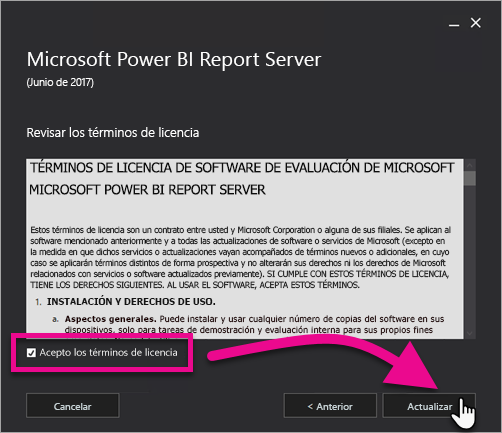 Microsoft Power BI Report Server
(Junio de 2017)
Revisar los términos de licencia
TÉRMINOS DE LICENCIA DE SOFTWARE DE EVALUACIÓN DE MICROSOFT
MICROSOFT POWER BI REPORT SERVER
Estos términos de licencia son un contrato entre usted y Microsoft Corporation o alguna de sus filiales. Se aplican al
software mencionado anteriormente y a todas las actualizaciones de software o servicios de Microsoft (excepto en
la medida en que dichos servicios o actualizaciones vayan acompañados de términos nuevos o adicionales, en cuyo
caso se aplicarán términos distintos de forma prospectiva y no alterarán sus derechos ni los derechos de Microsoft
relacionados con servicios o software actualizados previamente). SI CUMPLE CON ESTOS TÉRMINOS DE LICENCIA,
TIENE LOS DERECHOS SIGUIENTES. AL USAR EL SOFTWARE, ACEPTA ESTOS TÉRMINOS.
1. INSTALACIÓN Y DERECHOS DE USO.
a. Aspectos generales. Puede instalar y usar cualquier número de copias del software en sus
dispositivos, solo para tareas de demostración y evaluación interna para sus propios fines
Acepto los términos de licencia
Cancelar
< Anterior
Actualizar